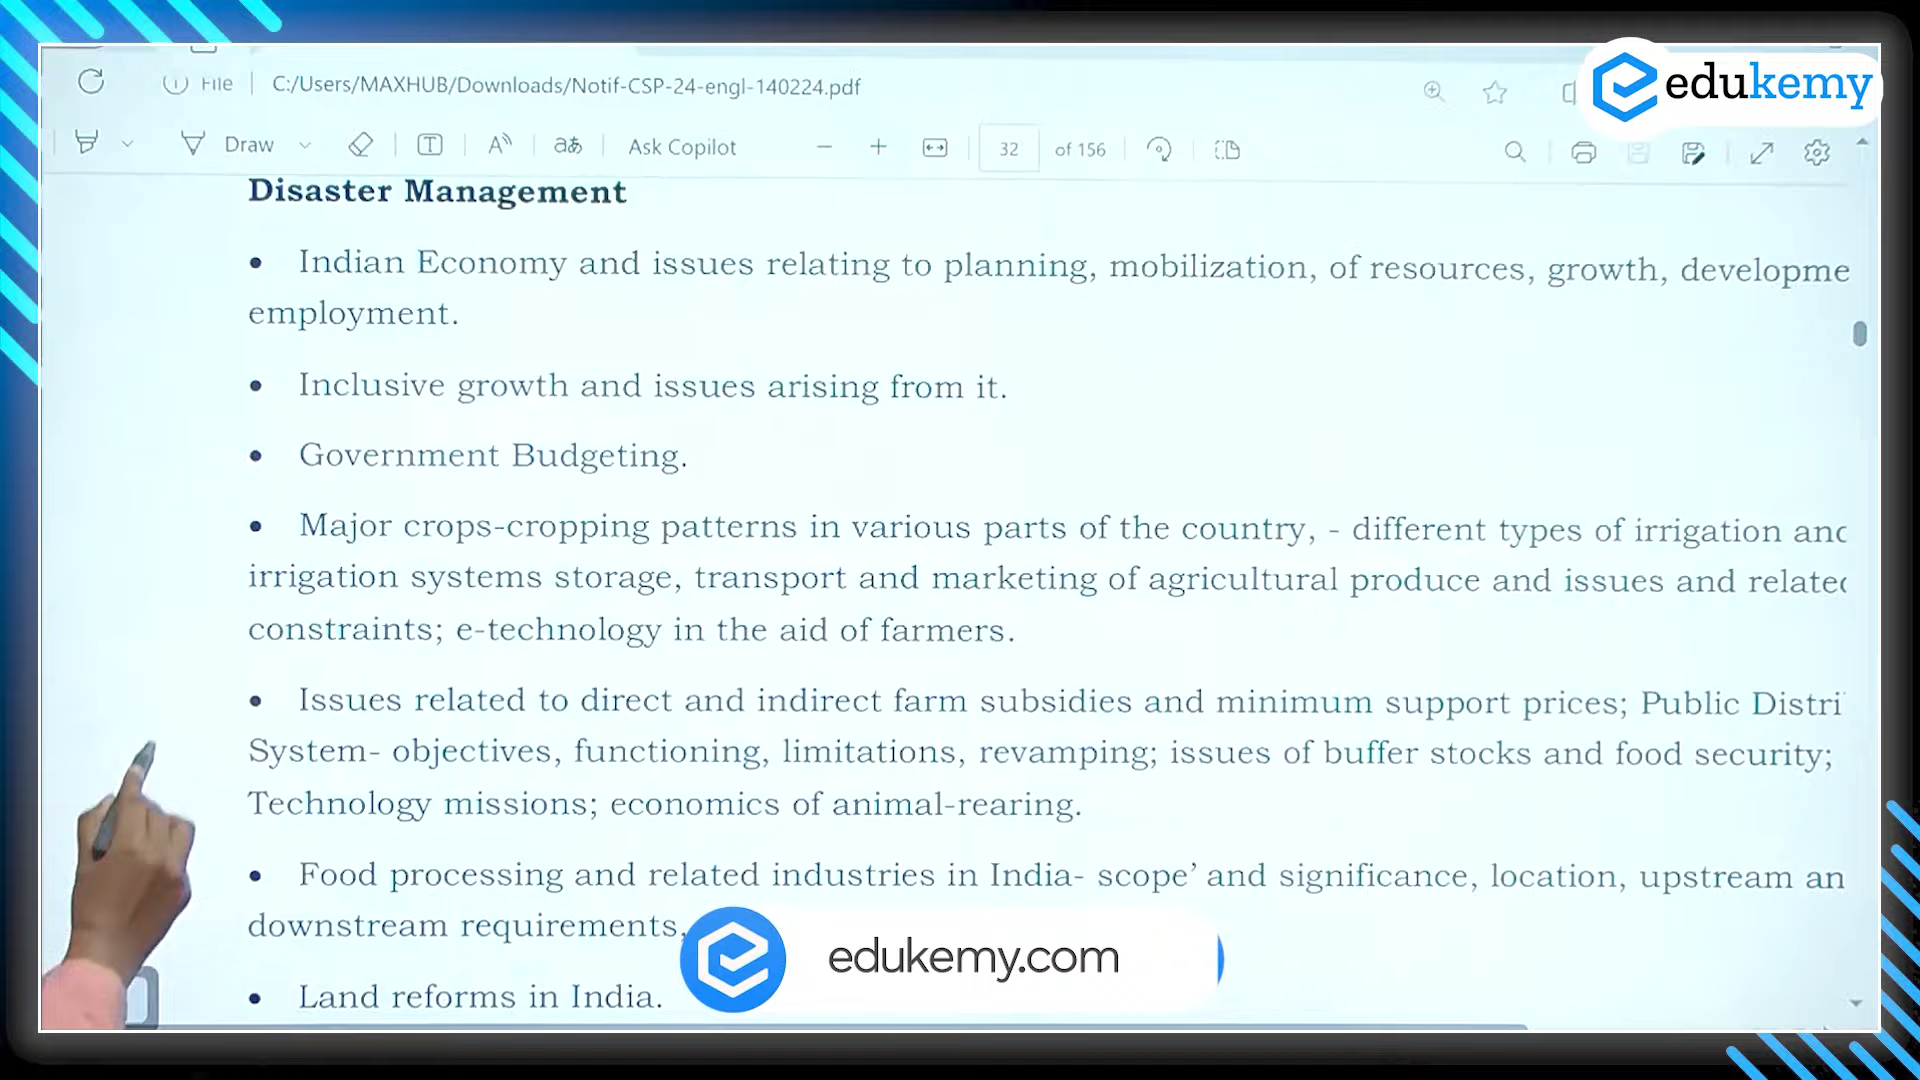 edukemy
File
C:/Users/MAXHUB/Downloads/Notif-CSP-24-engl-140224.pdf
Draw
Ask Copilot
32 of 156
Disaster Management
• Indian Economy and issues relating to planning, mobilization, of resources, growth, developme
employment.
• Inclusive growth and issues arising from it.
• Government Budgeting.
• Major crops-cropping patterns in various parts of the country, - different types of irrigation and
irrigation systems storage, transport and marketing of agricultural produce and issues and related
constraints; e-technology in the aid of farmers.
• Issues related to direct and indirect farm subsidies and minimum support prices; Public Distri
System- objectives, functioning, limitations, revamping; issues of buffer stocks and food security;
Technology missions; economics of animal-rearing.
• Food processing and related industries in India- scope’ and significance, location, upstream an
downstream requirements,
• Land reforms in India.
edukemy.com